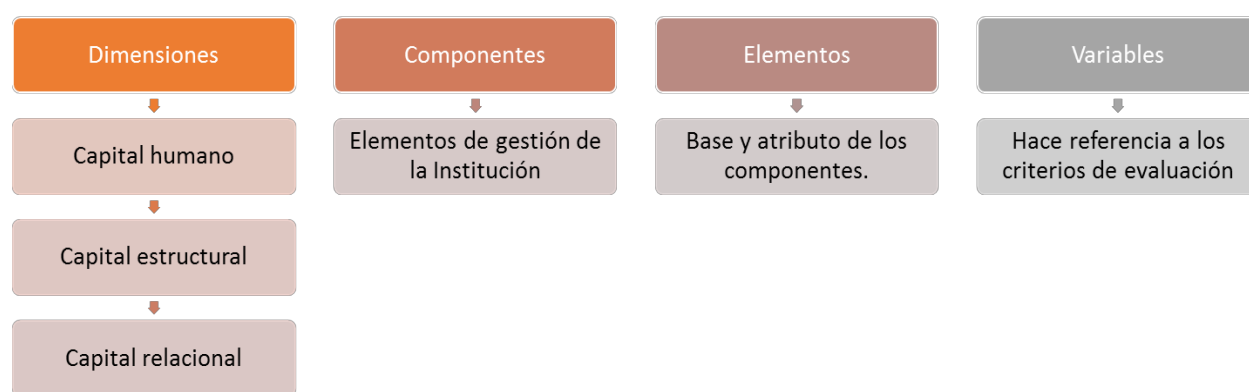 Dimensiones
Capital humano
Capital estructural
Capital relacional
Componentes
Elementos de gestión de
la Institución
Elementos
Base y atributo de los
componentes.
Variables
Hace referencia a los
criterios de evaluación